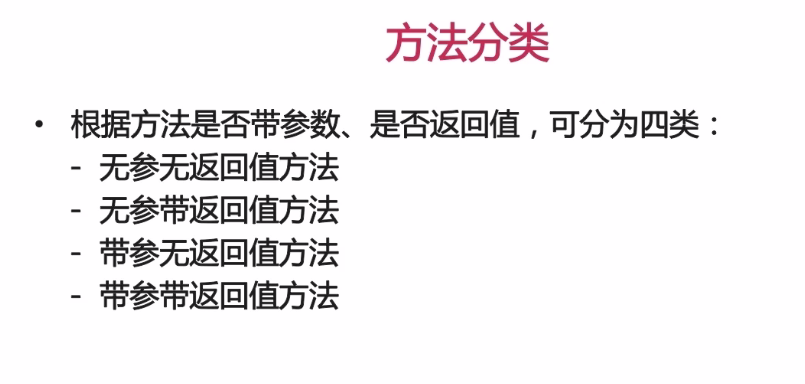 方法分类
• 根据方法是否带参数、是否返回值，可分为四类：
- 无参无返回值方法
- 无参带返回值方法
- 带参无返回值方法
- 带参带返回值方法